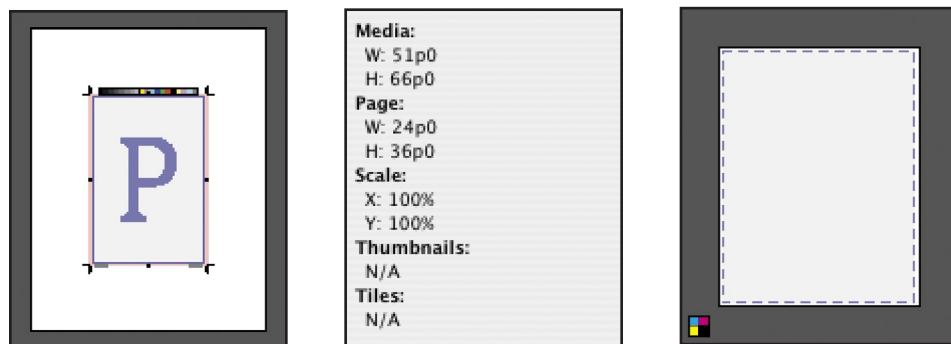 P
Media:
W: 51p0
H: 66p0
Page:
W: 24p0
H: 36p0
Scale:
X: 100%
Y: 100%
Thumbnails:
N/A
Tiles:
N/A